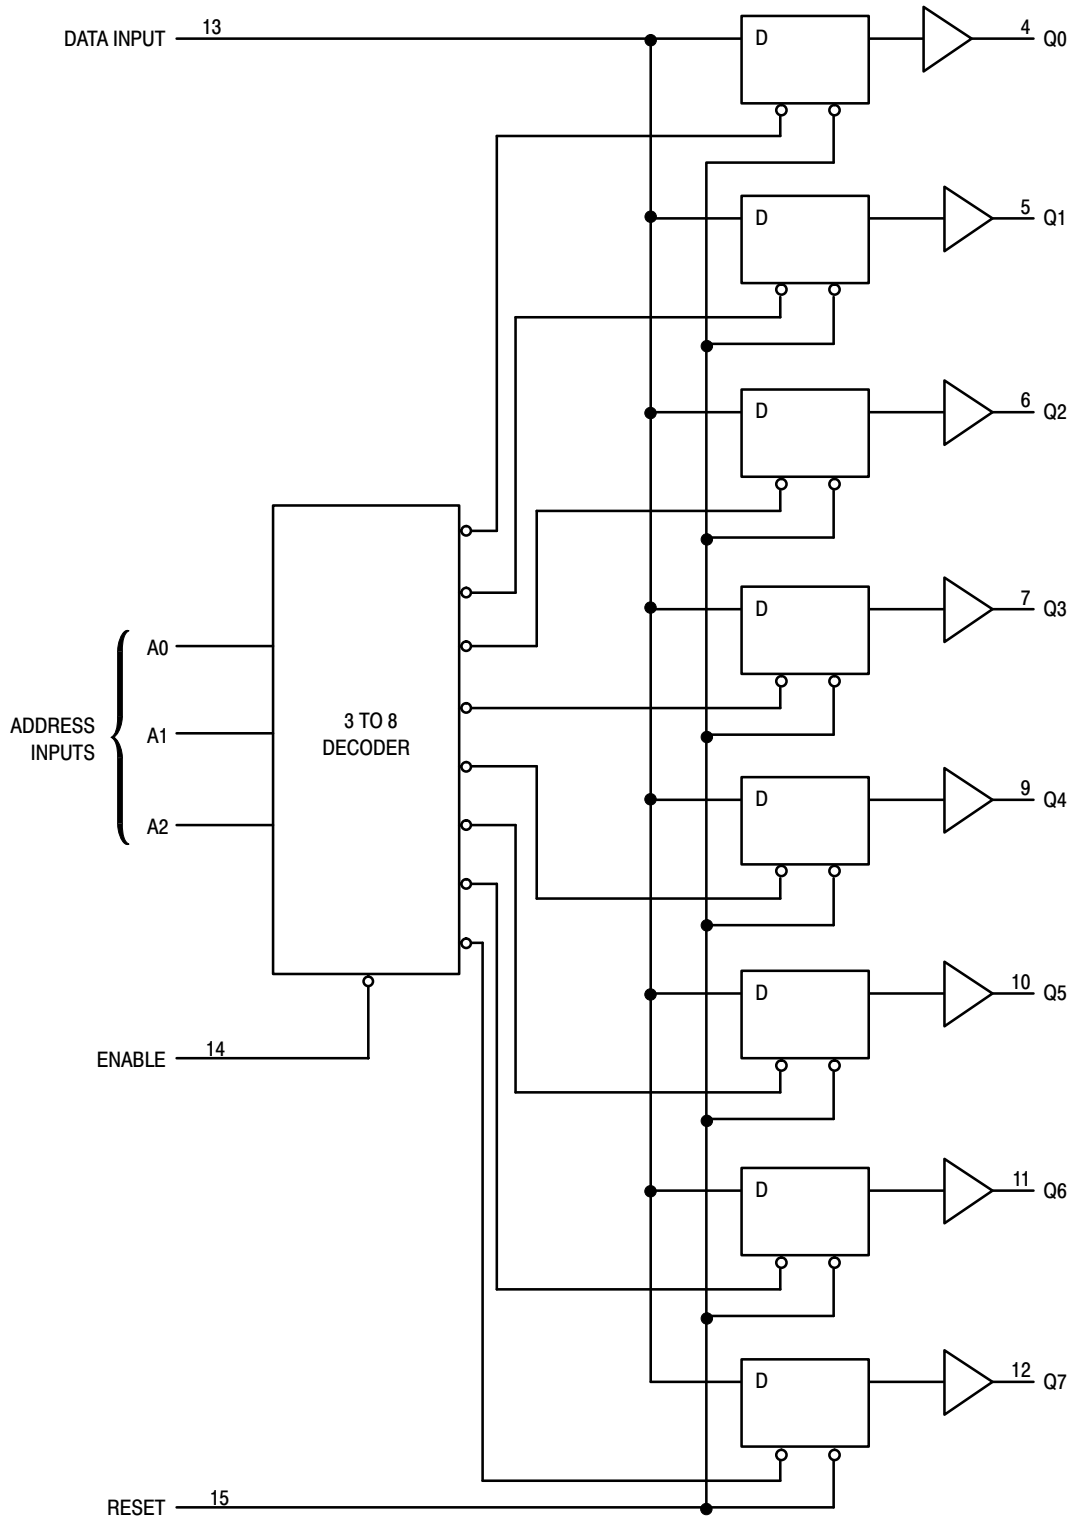 DATA INPUT
13
D
4
Q0
D
5
Q1
D
6
Q2
D
7
Q3
A0
ADDRESS
INPUTS
A1
A2
3 TO 8
DECODER
D
9
Q4
D
10
Q5
ENABLE
14
D
11
Q6
D
12
Q7
RESET
15